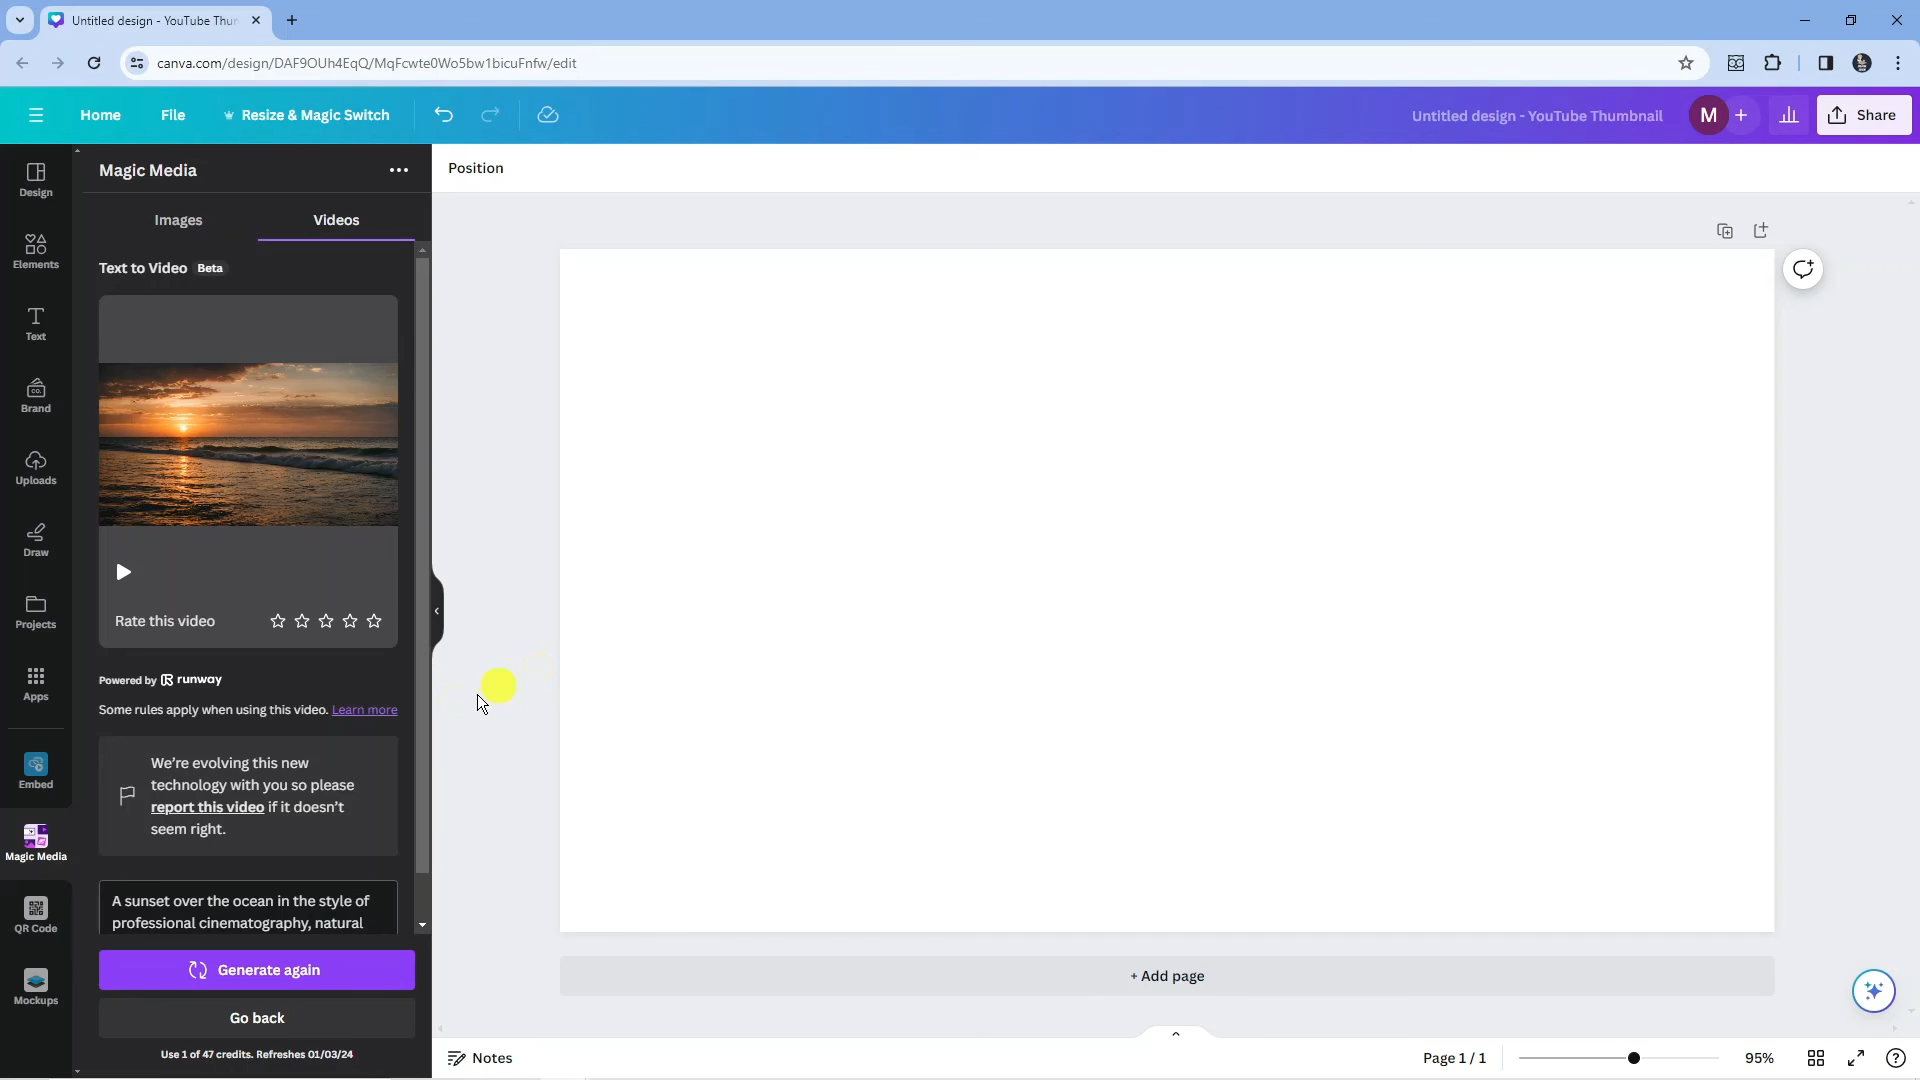 Untitled design - YouTube Thu
canva.com/design/DAF9OUh4EqQ/MqFcwte0Wo5bw1bicuFnfw/edit
Home
File
Resize & Magic Switch
Untitled design - YouTube Thumbnail
M
Share
Design
Elements
Text
Brand
Uploads
Draw
Projects
Apps
Embed
Magic Media
QR Code
Mockups
Magic Media
Images
Videos
Text to Video Beta
Rate this video
Powered by runway
Some rules apply when using this video. Learn more
We're evolving this new
technology with you so please
report this video if it doesn't
seem right.
A sunset over the ocean in the style of
professional cinematography, natural
Generate again
Go back
Use 1 of 47 credits. Refreshes 01/03/24
Position
+ Add page
Notes
Page 1 / 1
95%